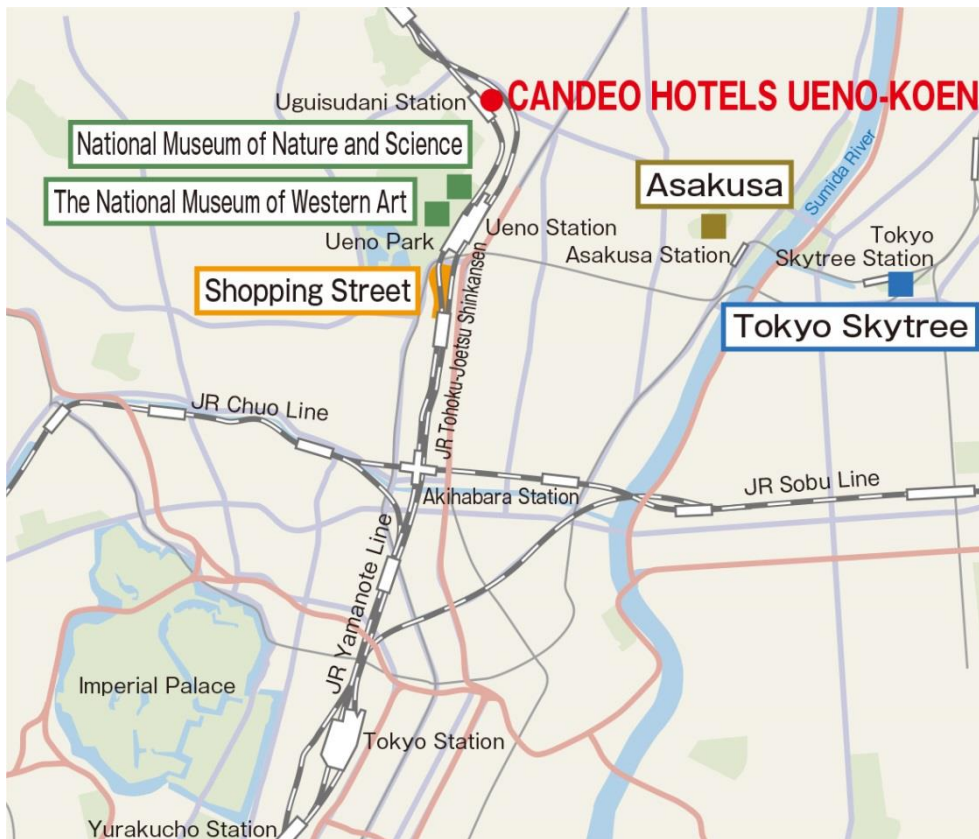 Uguisudani Station
CANDEO HOTELS UENO-KOEN
National Museum of Nature and Science
The National Museum of Western Art
Ueno Park
Ueno Station
Asakusa
Asakusa Station
Sumida River
Tokyo
Skytree Station
Tokyo Skytree
Shopping Street
JR Tohoku-Joetsu Shinkansen
JR Chuo Line
Akihabara Station
JR Sobu Line
JR Yamanote Line
Imperial Palace
Tokyo Station
Yurakucho Station